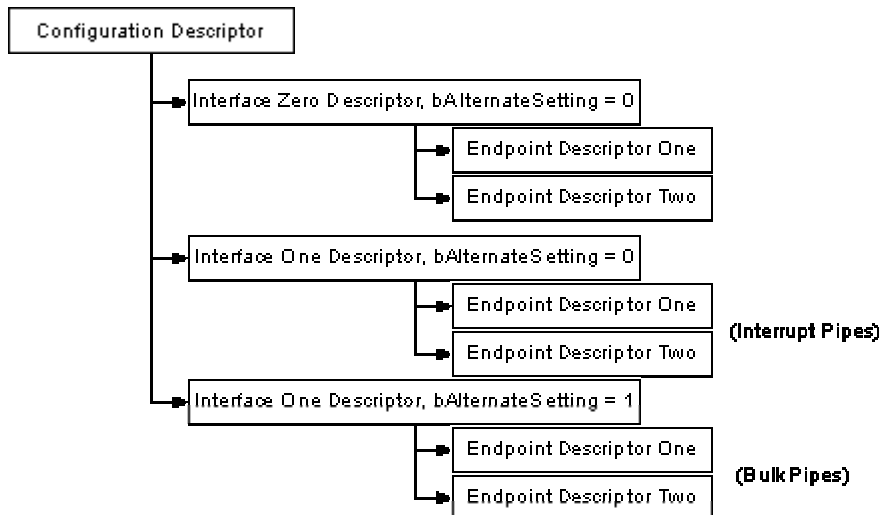 Configuration Descriptor
Interface Zero Descriptor, bAlternateSetting = 0
Endpoint Descriptor One
Endpoint Descriptor Two
Interface One Descriptor, bAlternateSetting = 0
Endpoint Descriptor One
(Interrupt Pipes)
Endpoint Descriptor Two
Interface One Descriptor, bAlternateSetting = 1
Endpoint Descriptor One
(Bulk Pipes)
Endpoint Descriptor Two